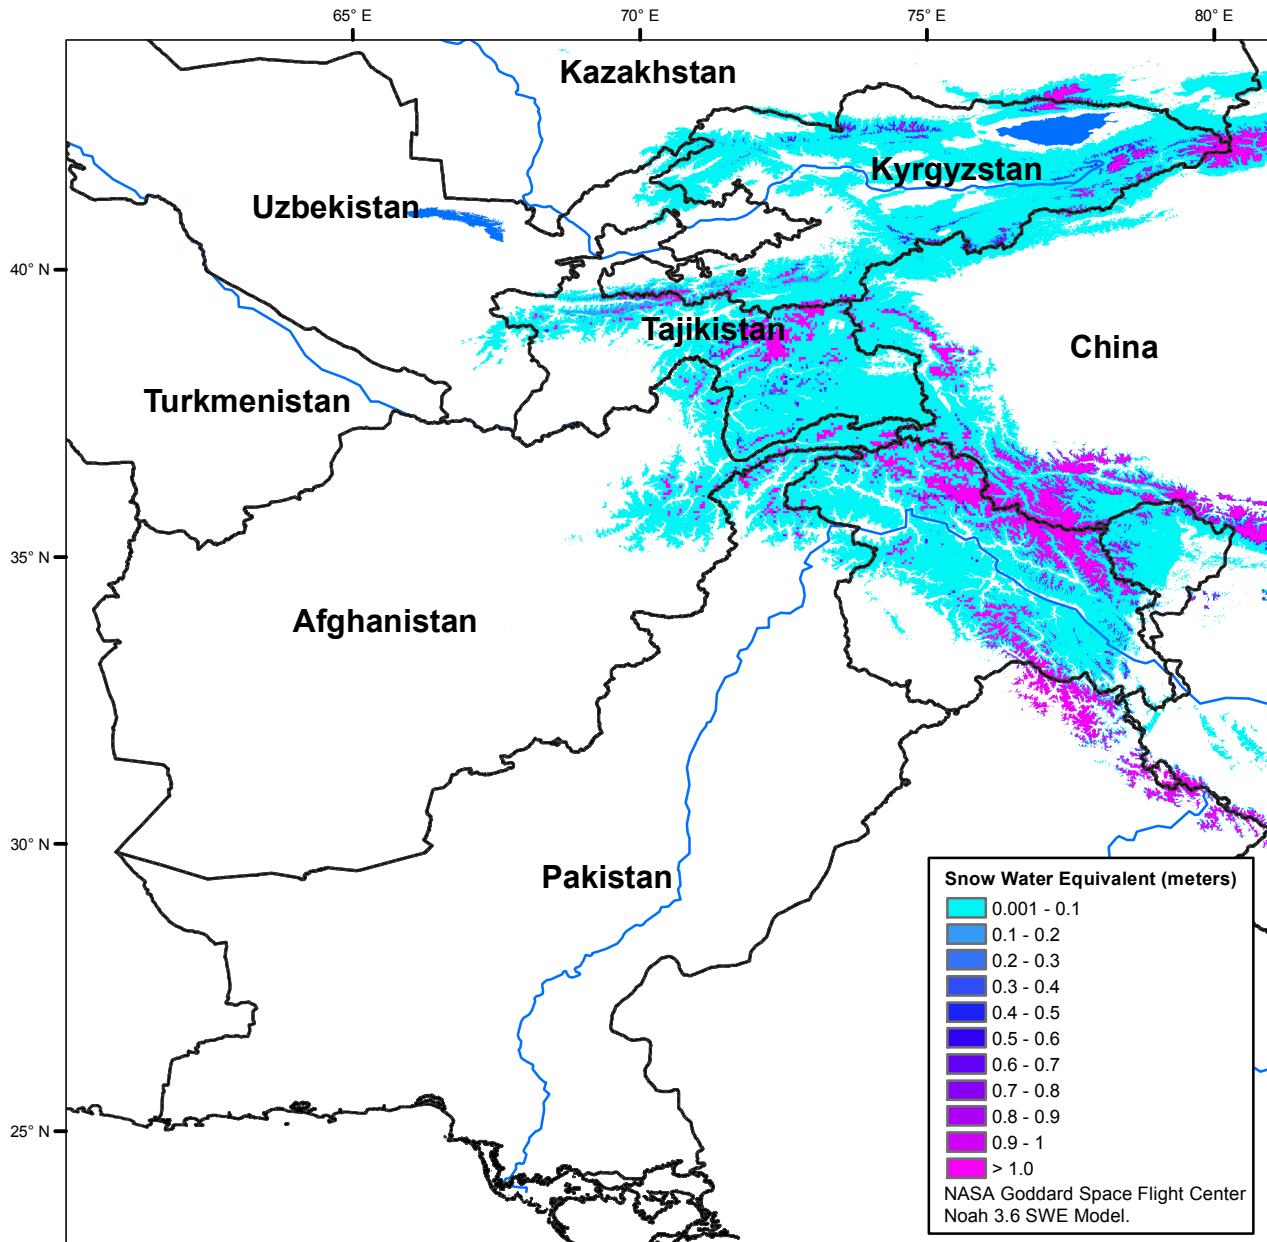 65° E
70° E
75° E
80° E
Kazakhstan
Kyrgyzstan
Uzbekistan
40° N
Tajikistan
China
Turkmenistan
35° N
Afghanistan
30° N
Pakistan
25° N
Snow Water Equivalent (meters)
0.001 - 0.1
0.1 - 0.2
0.2 - 0.3
0.3 - 0.4
0.4 - 0.5
0.5 - 0.6
0.6 - 0.7
0.7 - 0.8
0.8 - 0.9
0.9 - 1
> 1.0
NASA Goddard Space Flight Center
Noah 3.6 SWE Model.